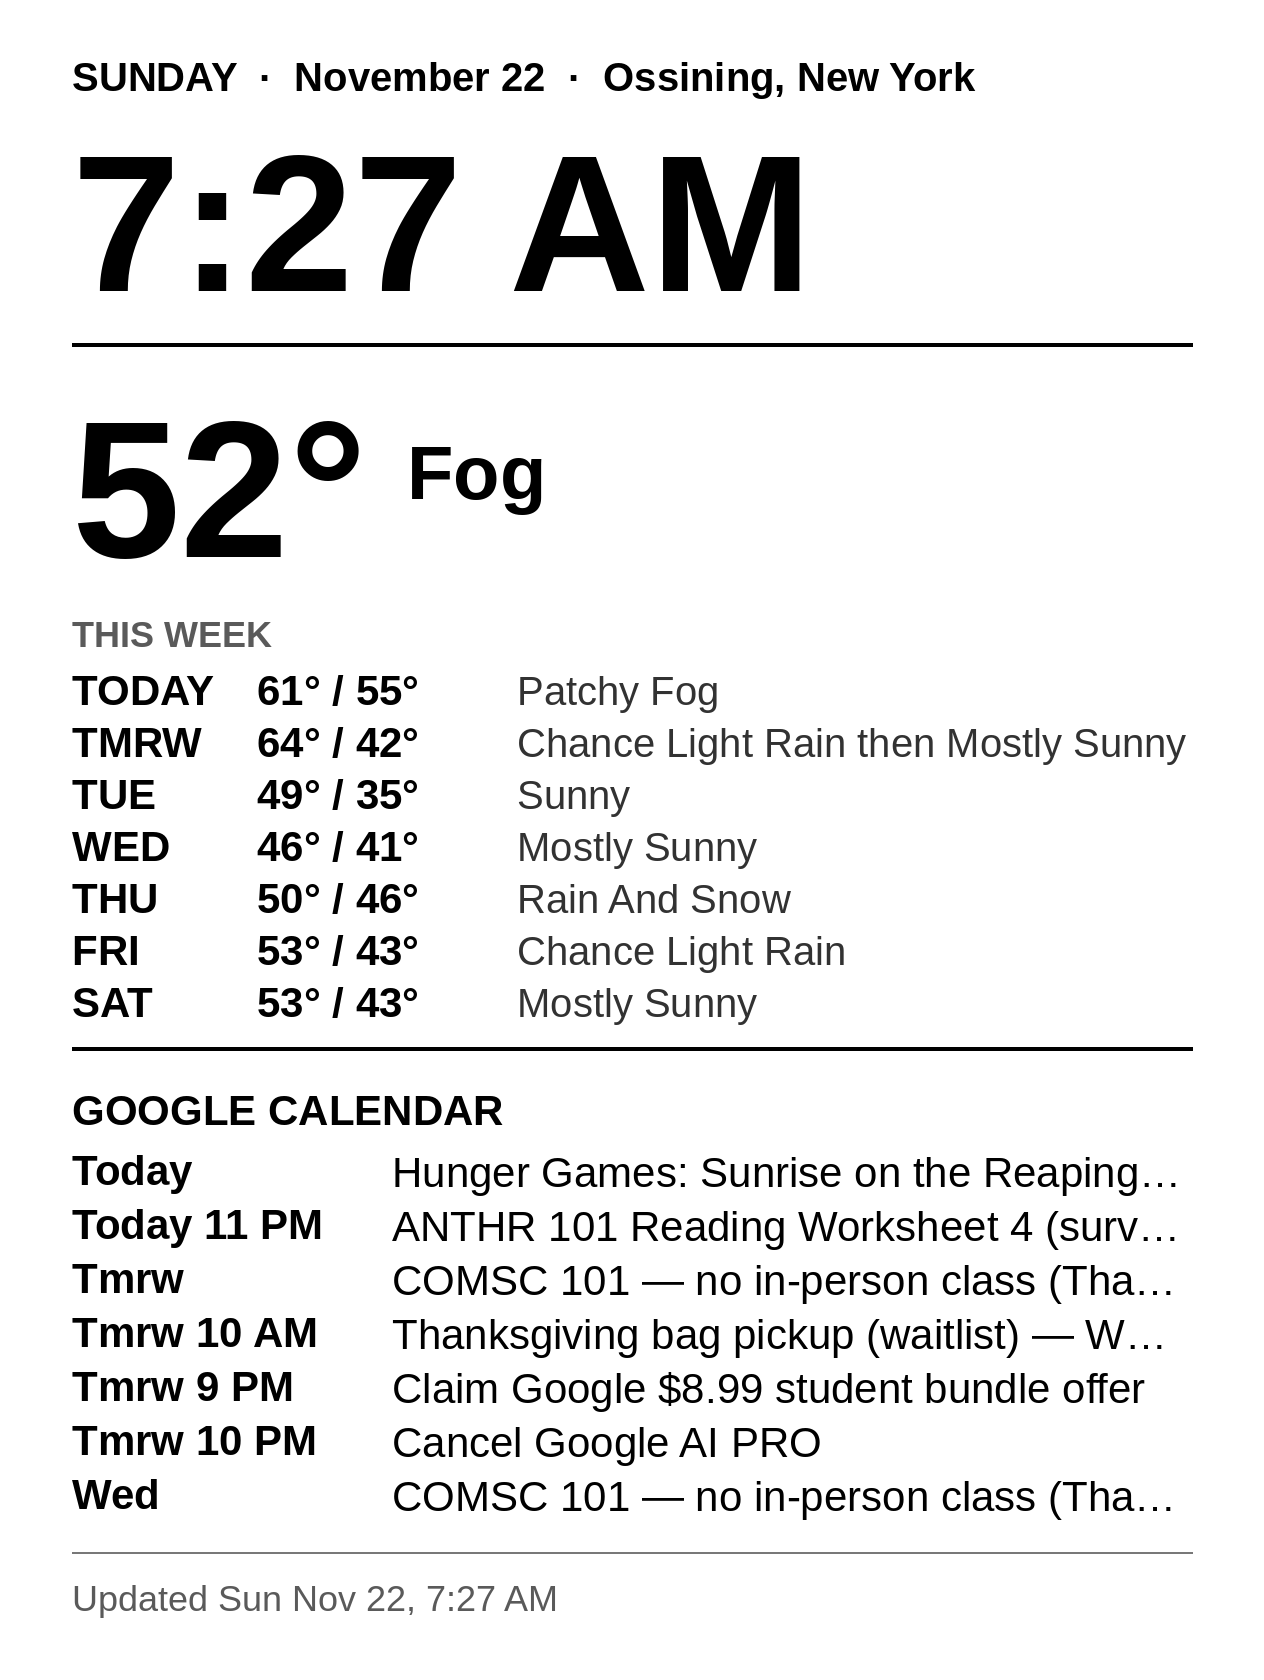 SUNDAY · November 22 · Ossining, New York
7:27 AM
52° Fog
THIS WEEK
TODAY 61° / 55° Patchy Fog
TMRW 64° / 42° Chance Light Rain then Mostly Sunny
TUE 49° / 35° Sunny
WED 46° / 41° Mostly Sunny
THU 50° / 46° Rain And Snow
FRI 53° / 43° Chance Light Rain
SAT 53° / 43° Mostly Sunny
GOOGLE CALENDAR
Today Hunger Games: Sunrise on the Reaping…
Today 11 PM ANTHR 101 Reading Worksheet 4 (surv…
Tmrw COMSC 101 — no in-person class (Tha…
Tmrw 10 AM Thanksgiving bag pickup (waitlist) — W…
Tmrw 9 PM Claim Google $8.99 student bundle offer
Tmrw 10 PM Cancel Google AI PRO
Wed COMSC 101 — no in-person class (Tha…
Updated Sun Nov 22, 7:27 AM